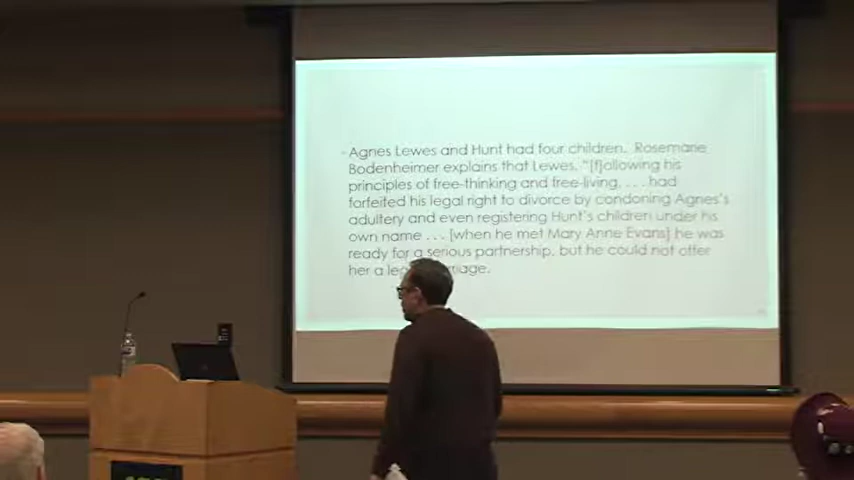 Agnes Lewes and Hunt had four children. Rosemarie
Bodenheimer explains that Lewes, "[f]ollowing his
principles of free-thinking and free-living, . . . had
forfeited his legal right to divorce by condoning Agnes's
adultery and even registering Hunt's children under his
own name . . . [when he met Mary Anne Evans] he was
ready for a serious partnership, but he could not offer
her a